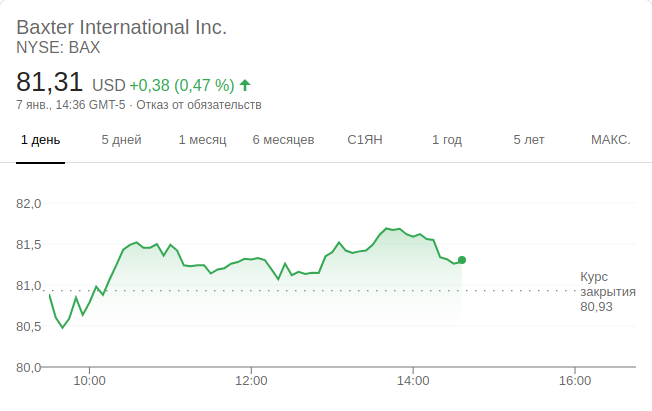 Baxter International Inc.
NYSE: BAX
81,31 USD +0,38 (0,47 %)
7 янв., 14:36 GMT-5 · Отказ от обязательств
1 день 5 дней 1 месяц 6 месяцев С1ЯН 1 год 5 лет МАКС.
82,0
81,5
81,0
80,5
80,0
Курс
закрытия
80,93
10:00 12:00 14:00 16:00